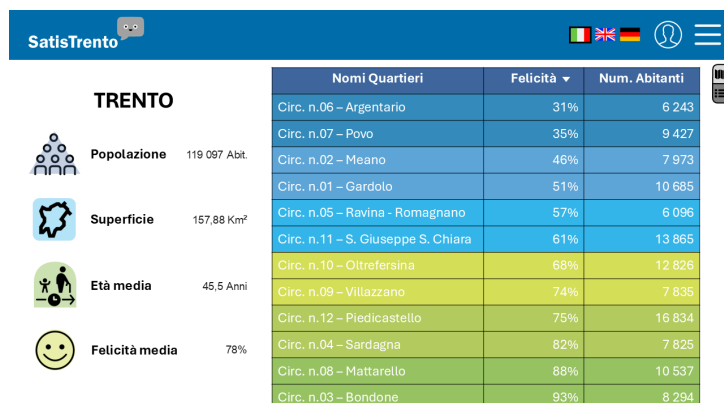 SatisTrento
TRENTO
Popolazione 119 097 Abit.
Superficie 157,88 Km²
Età media 45,5 Anni
Felicità media 78%
Nomi Quartieri Felicità Num. Abitanti
Circ. n.06 – Argentario 31% 6 243
Circ. n.07 – Povo 35% 9 427
Circ. n.02 – Meano 46% 7 973
Circ. n.01 – Gardolo 51% 10 685
Circ. n.05 – Ravina - Romagnano 57% 6 096
Circ. n.11 – S. Giuseppe S. Chiara 61% 13 865
Circ. n.10 – Oltrefersina 68% 12 826
Circ. n.09 – Villazzano 74% 7 835
Circ. n.12 – Piedicastello 75% 16 834
Circ. n.04 – Sardagna 82% 7 825
Circ. n.08 – Mattarello 88% 10 537
Circ. n.03 – Bondone 93% 8 294